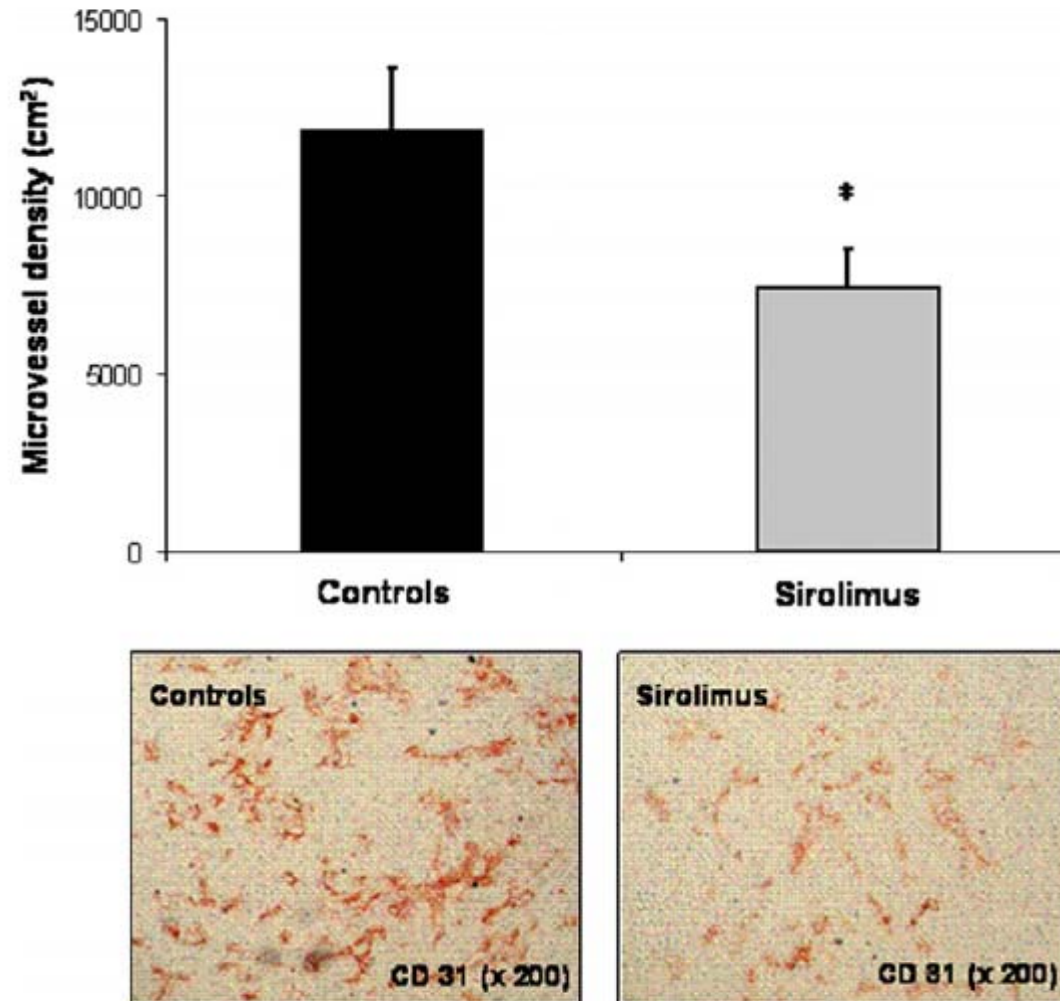 15000
10000
5000
0
Microvessel density (cm²)
*
Controls
Sirolimus
Controls
CD 31 (x 200)
Sirolimus
CD 31 (x 200)